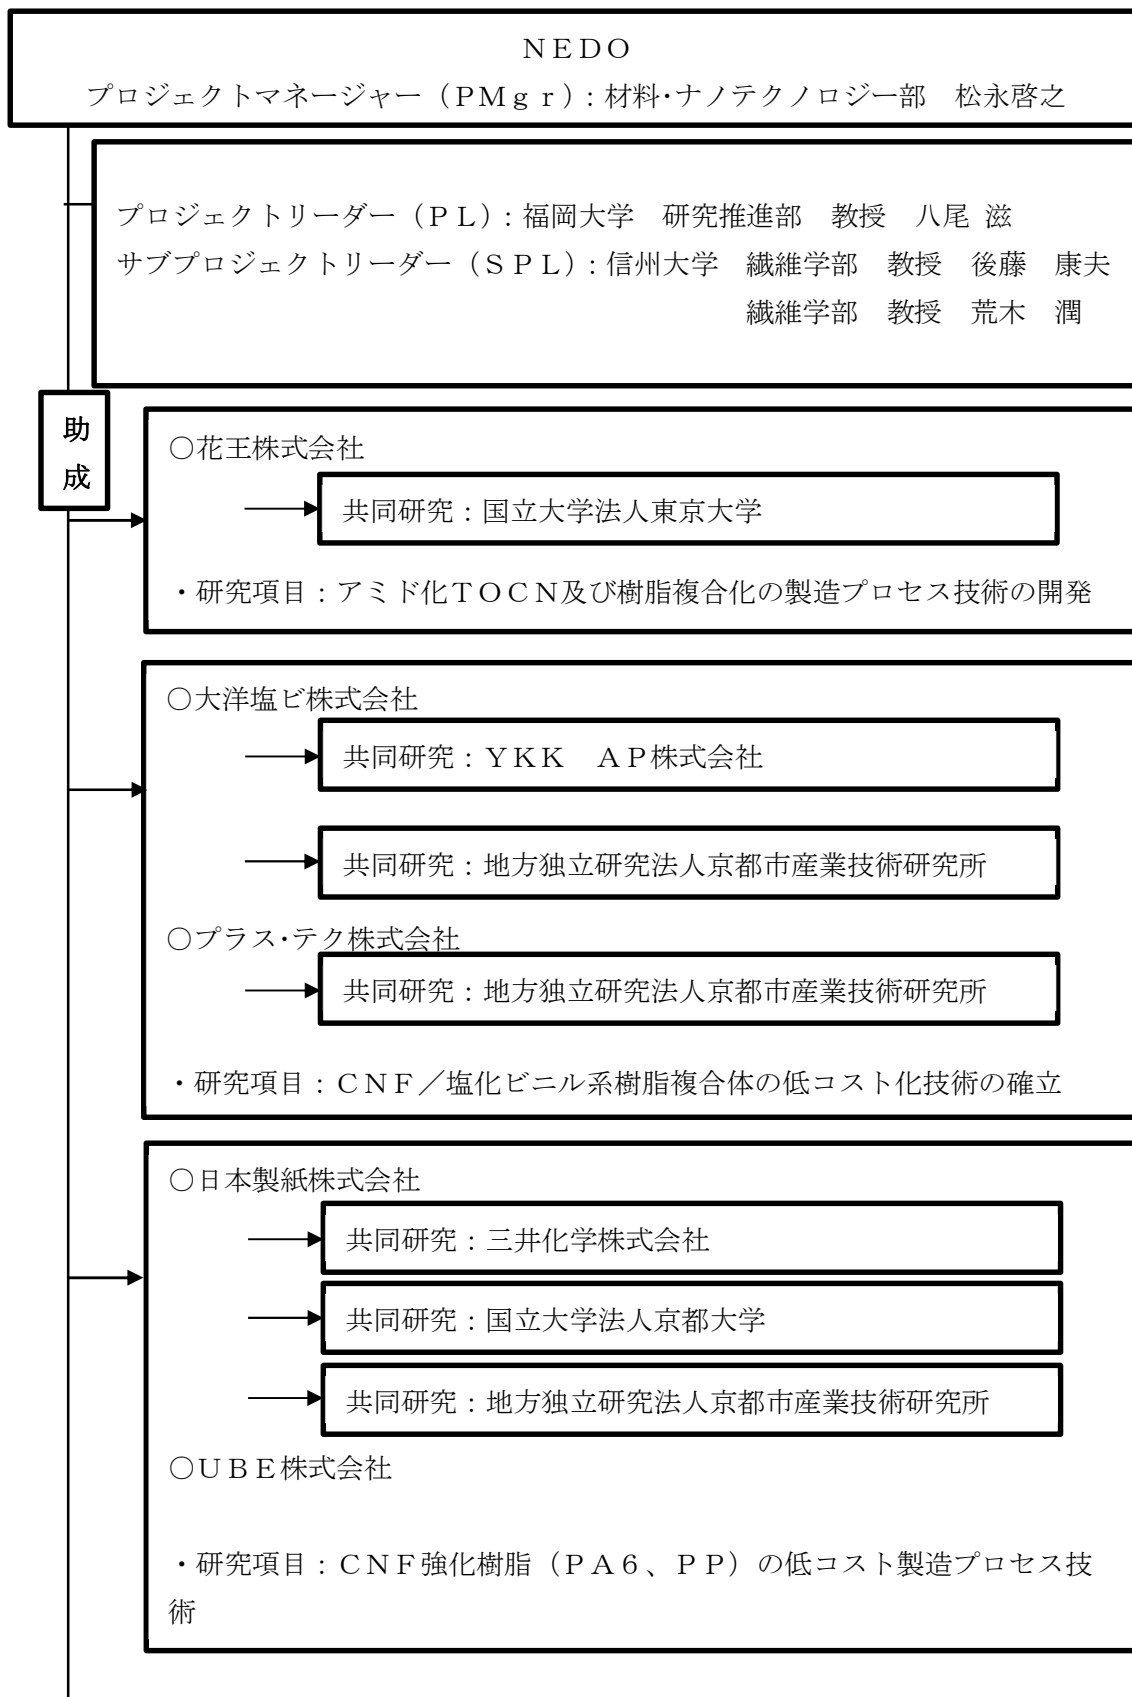 ＮＥＤＯ
プロジェクトマネージャー（ＰＭｇｒ）：材料・ナノテクノロジー部　松永啓之
プロジェクトリーダー（ＰＬ）：福岡大学　研究推進部　教授　八尾 滋
サブプロジェクトリーダー（ＳＰＬ）：信州大学　繊維学部　教授　後藤　康夫
繊維学部　教授　荒木　潤
助
成
○花王株式会社
共同研究：国立大学法人東京大学
・研究項目：アミド化ＴＯＣＮ及び樹脂複合化の製造プロセス技術の開発
○大洋塩ビ株式会社
共同研究：ＹＫＫ　ＡＰ株式会社
共同研究：地方独立研究法人京都市産業技術研究所
○プラス・テク株式会社
共同研究：地方独立研究法人京都市産業技術研究所
・研究項目：ＣＮＦ／塩化ビニル系樹脂複合体の低コスト化技術の確立
○日本製紙株式会社
共同研究：三井化学株式会社
共同研究：国立大学法人京都大学
共同研究：地方独立研究法人京都市産業技術研究所
○ＵＢＥ株式会社
・研究項目：ＣＮＦ強化樹脂（ＰＡ６、ＰＰ）の低コスト製造プロセス技
術